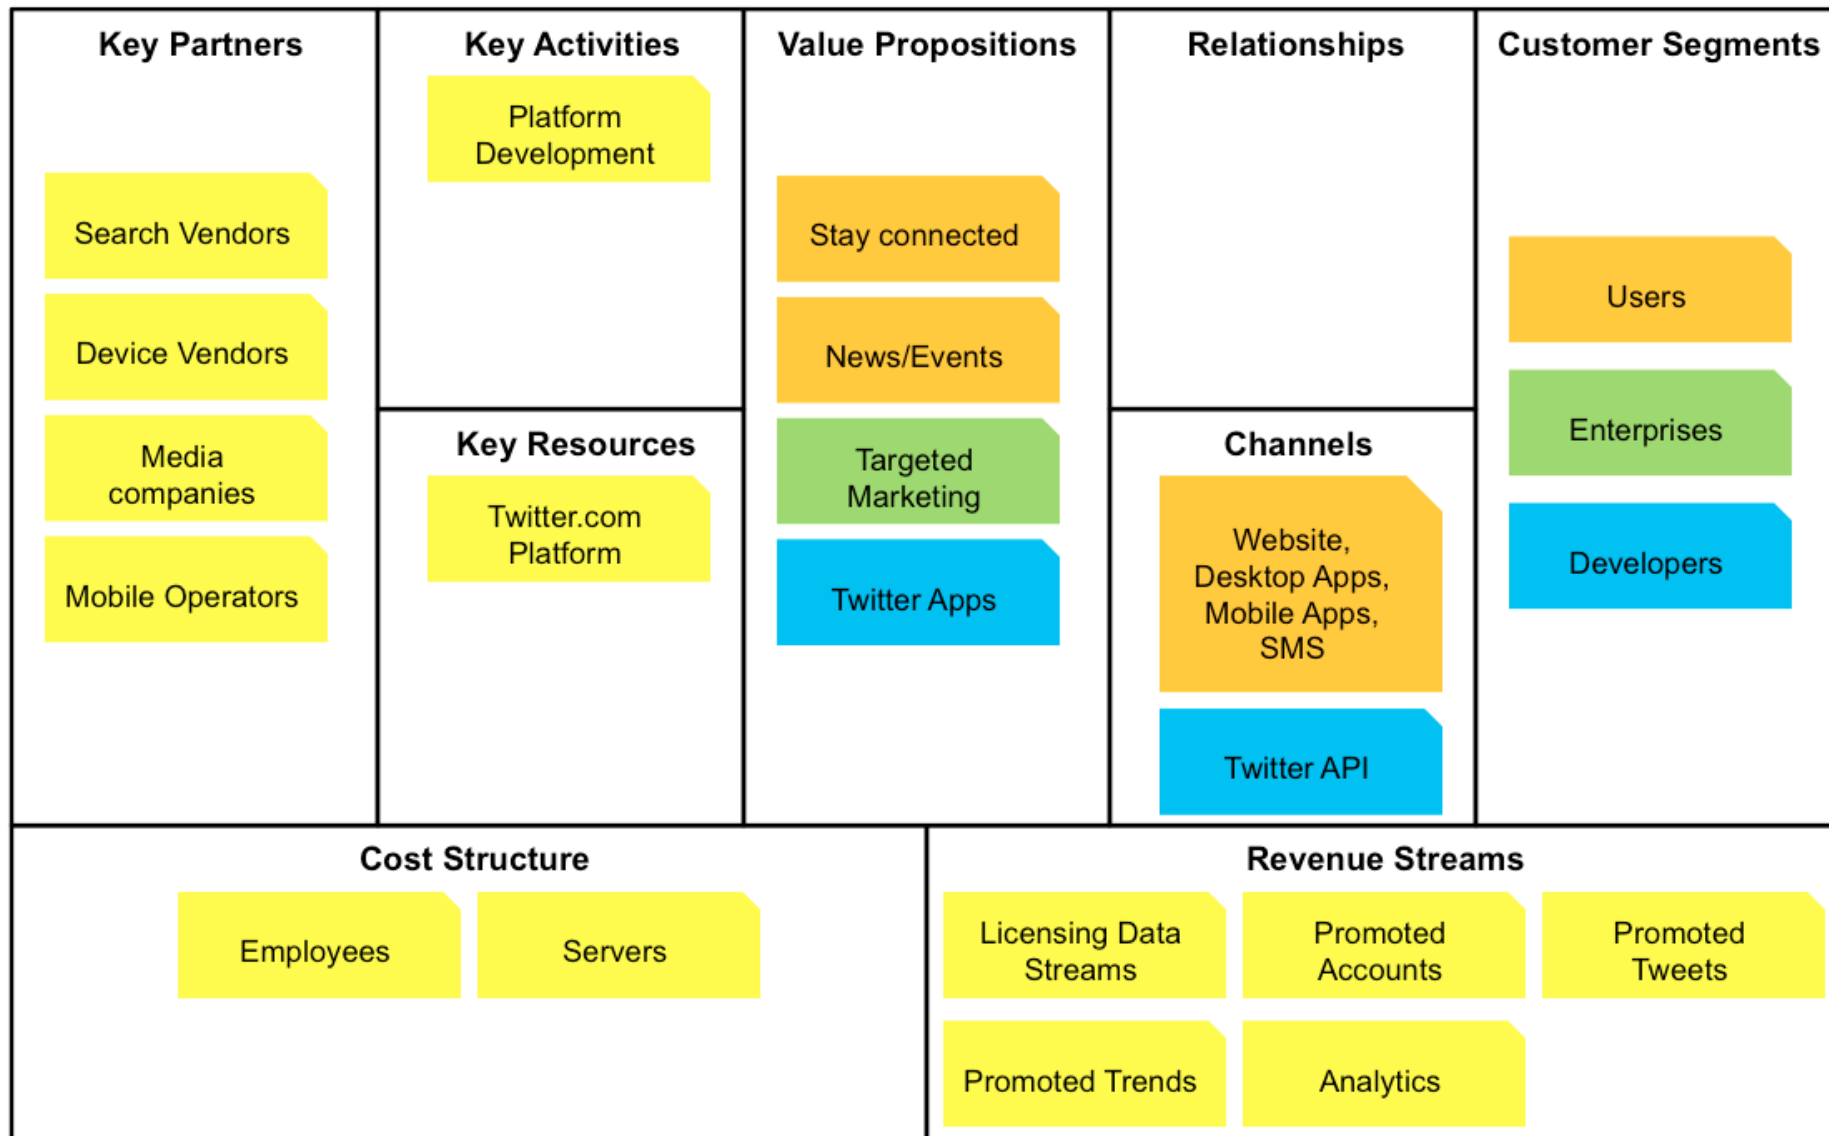 Key Partners
Search Vendors
Device Vendors
Media
companies
Mobile Operators
Key Activities
Platform
Development
Key Resources
Twitter.com
Platform
Value Propositions
Stay connected
News/Events
Targeted
Marketing
Twitter Apps
Relationships
Channels
Website,
Desktop Apps,
Mobile Apps,
SMS
Twitter API
Customer Segments
Users
Enterprises
Developers
Cost Structure
Employees
Servers
Revenue Streams
Licensing Data
Streams
Promoted
Accounts
Promoted
Tweets
Promoted Trends
Analytics